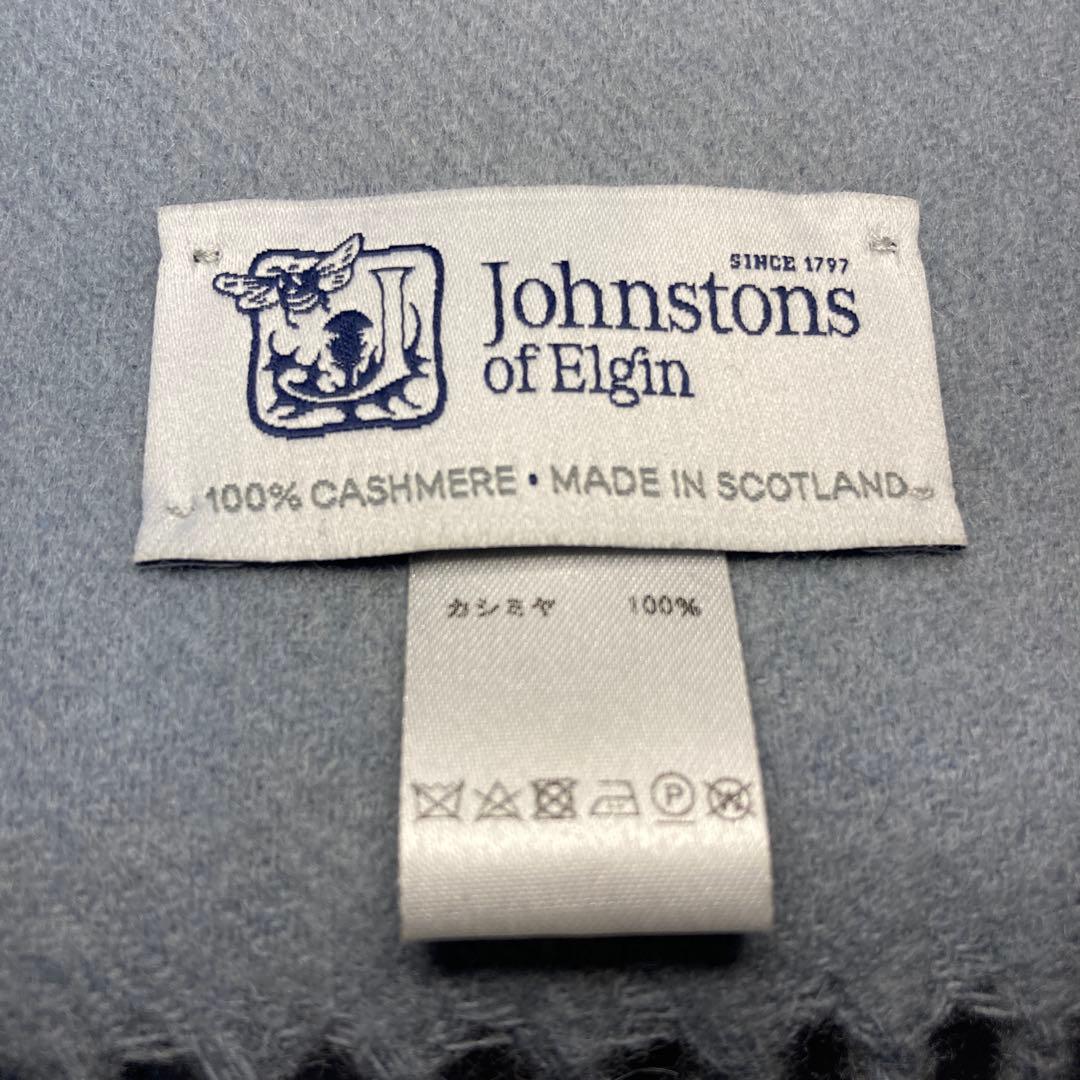 SINCE 1797
Johnstons
of Elgin
100% CASHMERE • MADE IN SCOTLAND
カシミヤ 100%
P